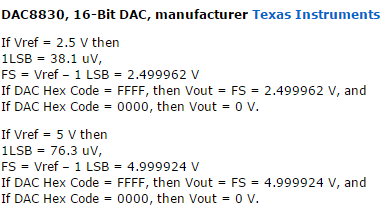 DAC8830, 16-Bit DAC, manufacturer Texas Instruments
If Vref = 2.5 V then
1LSB = 38.1 uV,
FS = Vref – 1 LSB = 2.499962 V
If DAC Hex Code = FFFF, then Vout = FS = 2.499962 V, and
If DAC Hex Code = 0000, then Vout = 0 V.
If Vref = 5 V then
1LSB = 76.3 uV,
FS = Vref – 1 LSB = 4.999924 V
If DAC Hex Code = FFFF, then Vout = FS = 4.999924 V, and
If DAC Hex Code = 0000, then Vout = 0 V.